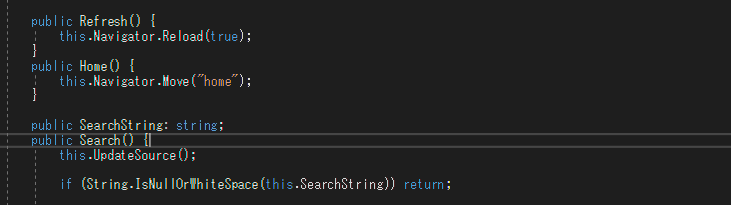 public Refresh() {
this.Navigator.Reload(true);
}
public Home() {
this.Navigator.Move("home");
}
public SearchString: string;
public Search() {
this.UpdateSource();
if (String.IsNullOrWhiteSpace(this.SearchString)) return;